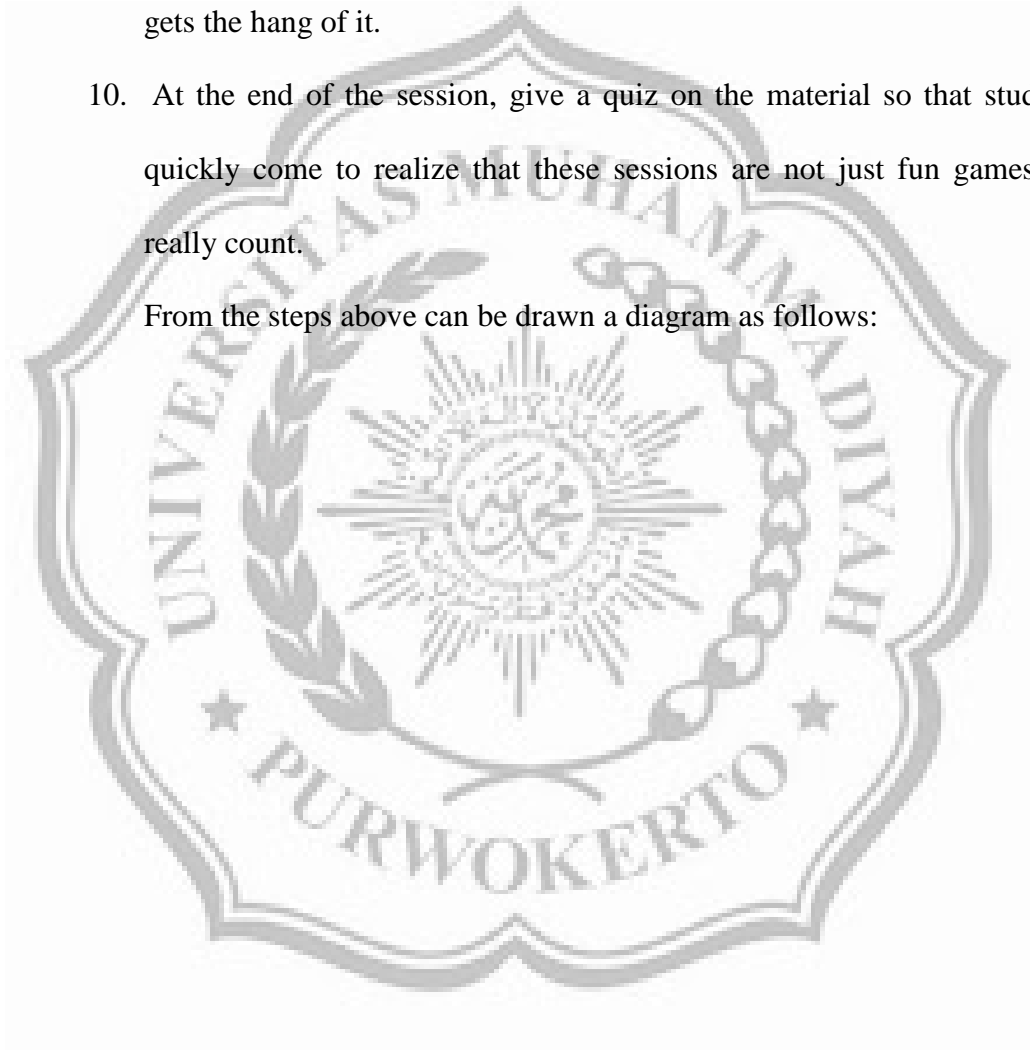 gets the hang of it.
10. At the end of the session, give a quiz on the material so that stud
quickly come to realize that these sessions are not just fun games
really count.
From the steps above can be drawn a diagram as follows:
UNIVERSITAS MUHAMMADIYAH
PURWOKERTO